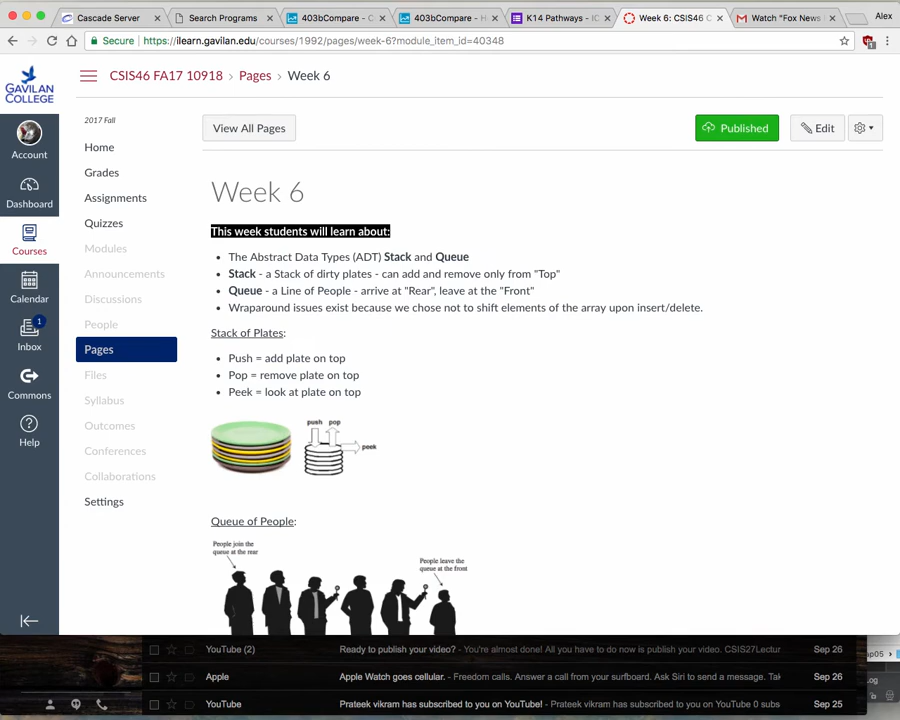 Cascade Server
Search Programs
403bCompare - C
403bCompare - H
K14 Pathways - IC
Week 6: CSIS46 C
Watch "Fox News
Alex
Secure
https://ilearn.gavilan.edu/courses/1992/pages/week-6?module_item_id=40348
1
GAVILAN
COLLEGE
CSIS46 FA17 10918 › Pages › Week 6
Account
Dashboard
Courses
Calendar
1
Inbox
Commons
Help
2017 Fall
Home
Grades
Assignments
Quizzes
Modules
Announcements
Discussions
People
Pages
Files
Syllabus
Outcomes
Conferences
Collaborations
Settings
View All Pages
Published
Edit
Week 6
This week students will learn about:
• The Abstract Data Types (ADT) Stack and Queue
• Stack - a Stack of dirty plates - can add and remove only from "Top"
• Queue - a Line of People - arrive at "Rear", leave at the "Front"
• Wraparound issues exist because we chose not to shift elements of the array upon insert/delete.
Stack of Plates:
• Push = add plate on top
• Pop = remove plate on top
• Peek = look at plate on top
push pop
peek
Queue of People:
People join the
queue at the rear
People leave the
queue at the front
YouTube (2) Ready to publish your video? - You're almost done! All you have to do now is publish your video. CSIS27Lectur Sep 26
Apple Apple Watch goes cellular. - Freedom calls. Answer a call from your surfboard. Ask Siri to send a message. Tak Sep 26
YouTube Prateek vikram has subscribed to you on YouTube! - Prateek vikram has subscribed to you on YouTube 0 subs Sep 25
ap05
Log